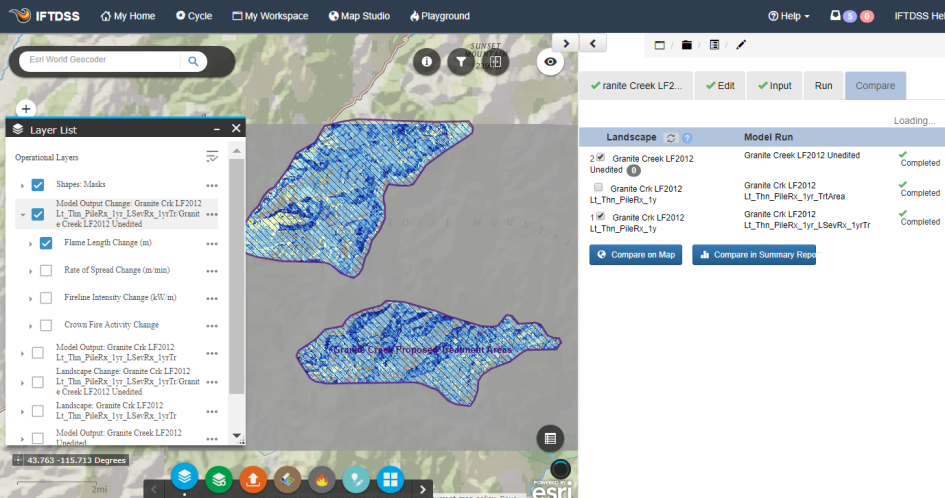 IFTDSS My Home Cycle My Workspace Map Studio Playground Help 5 0 IFTDSS Hel
SUNSET
MOUNTAIN
Esri World Geocoder
Layer List
Operational Layers
Shapes: Masks
Model Output Change: Granite Crk LF2012
Lt_Thn_PileRx_1yr_LSevRx_1yrTr/Granit
e Creek LF2012 Unedited
Flame Length Change (m)
Rate of Spread Change (m/min)
Fireline Intensity Change (kW/m)
Crown Fire Activity Change
Model Output: Granite Crk LF2012
Lt_Thn_PileRx_1yr_LSevRx_1yrTr
Landscape Change: Granite Crk LF2012
Lt_Thn_PileRx_1yr_LSevRx_1yrTr/Granit
e Creek LF2012 Unedited
Landscape: Granite Crk LF2012
Lt_Thn_PileRx_1yr_LSevRx_1yrTr
Model Output: Granite Creek LF2012
Unedited
Granite Creek Proposed Treatment Areas
43.763 -115.713 Degrees
2mi
POWERED BY
esri
ranite Creek LF2... Edit Input Run Compare
Loading...
Landscape ? Model Run
2 Granite Creek LF2012 Unedited 0
Granite Creek LF2012 Unedited
Completed
Granite Crk LF2012
Lt_Thn_PileRx_1y
Granite Crk LF2012
Lt_Thn_PileRx_1yr_TrtArea
Completed
1 Granite Crk LF2012
Lt_Thn_PileRx_1y
Granite Crk LF2012
Lt_Thn_PileRx_1yr_LSevRx_1yrTr
Completed
Compare on Map Compare in Summary Repo